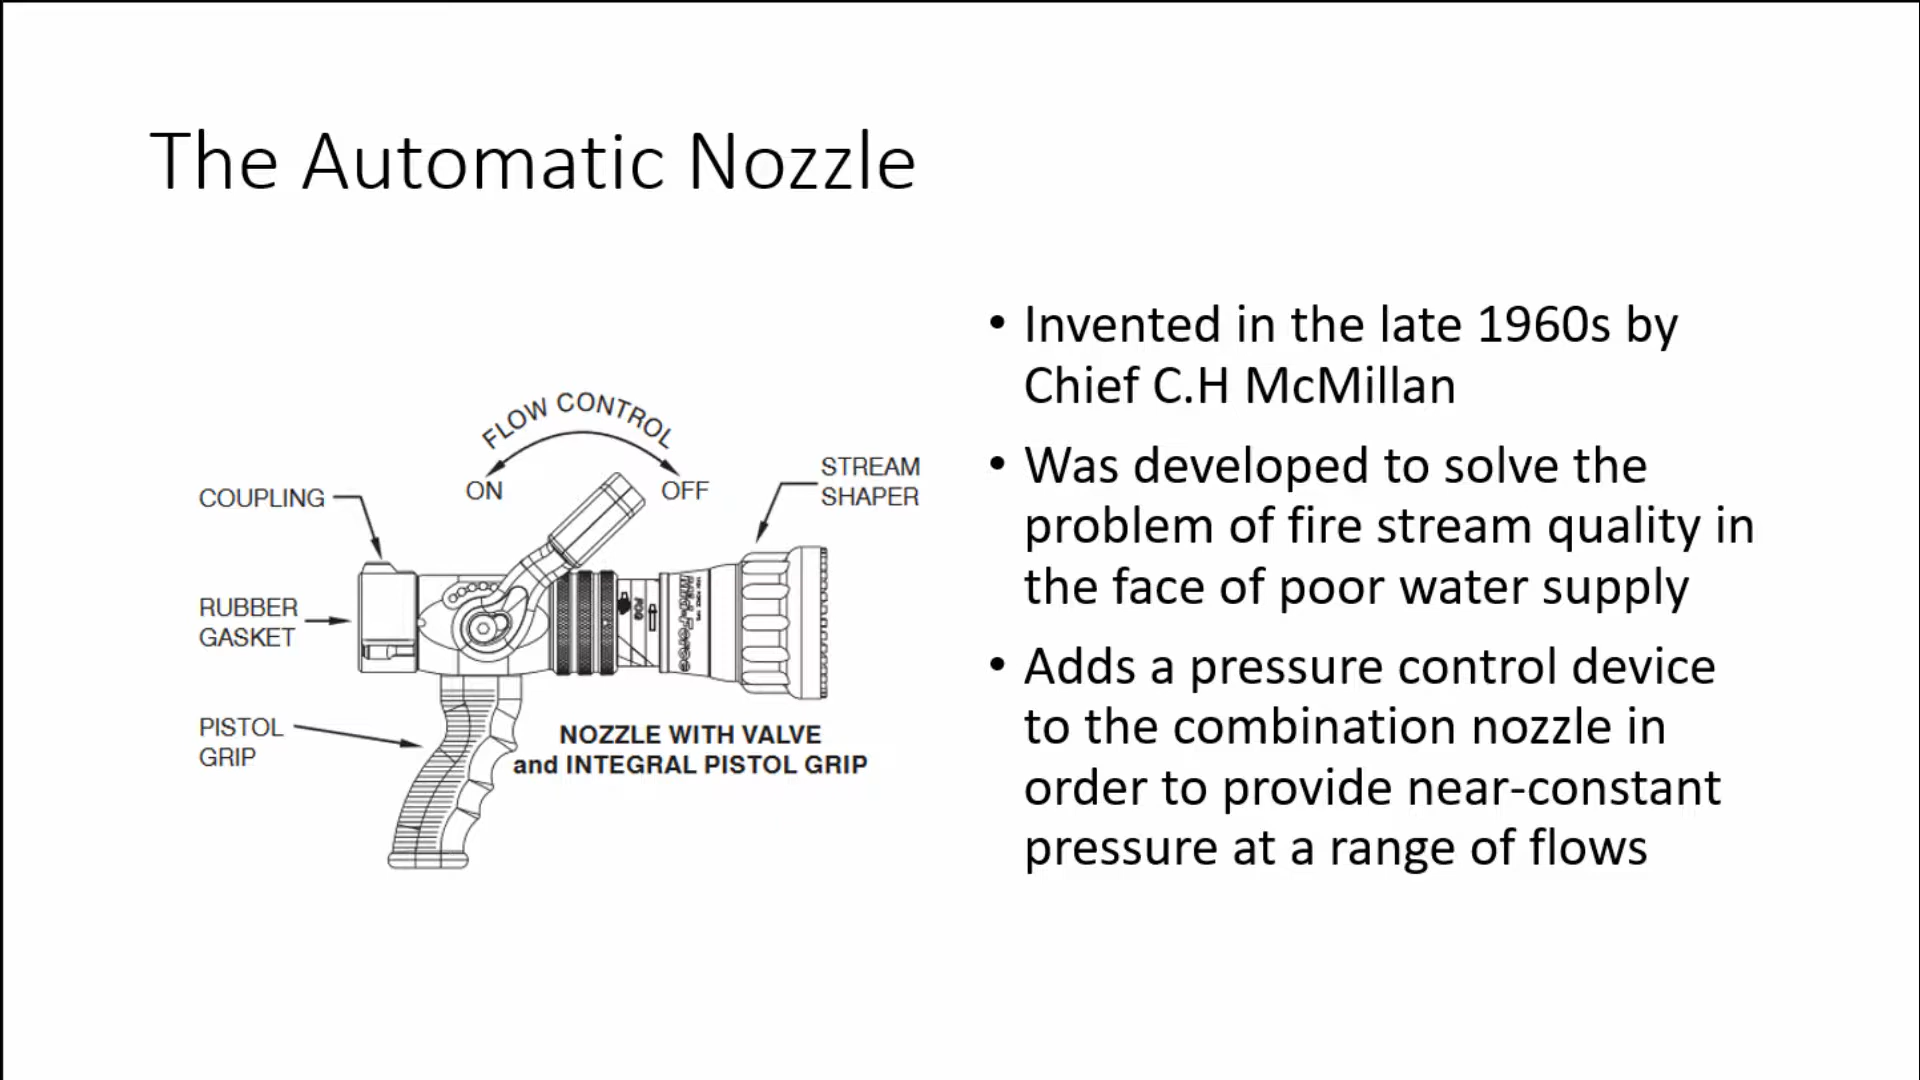 The Automatic Nozzle
FLOW CONTROL
ON
OFF
COUPLING
STREAM
SHAPER
RUBBER
GASKET
PISTOL
GRIP
FOG
NOZZLE WITH VALVE
and INTEGRAL PISTOL GRIP
• Invented in the late 1960s by
Chief C.H McMillan
• Was developed to solve the
problem of fire stream quality in
the face of poor water supply
• Adds a pressure control device
to the combination nozzle in
order to provide near-constant
pressure at a range of flows